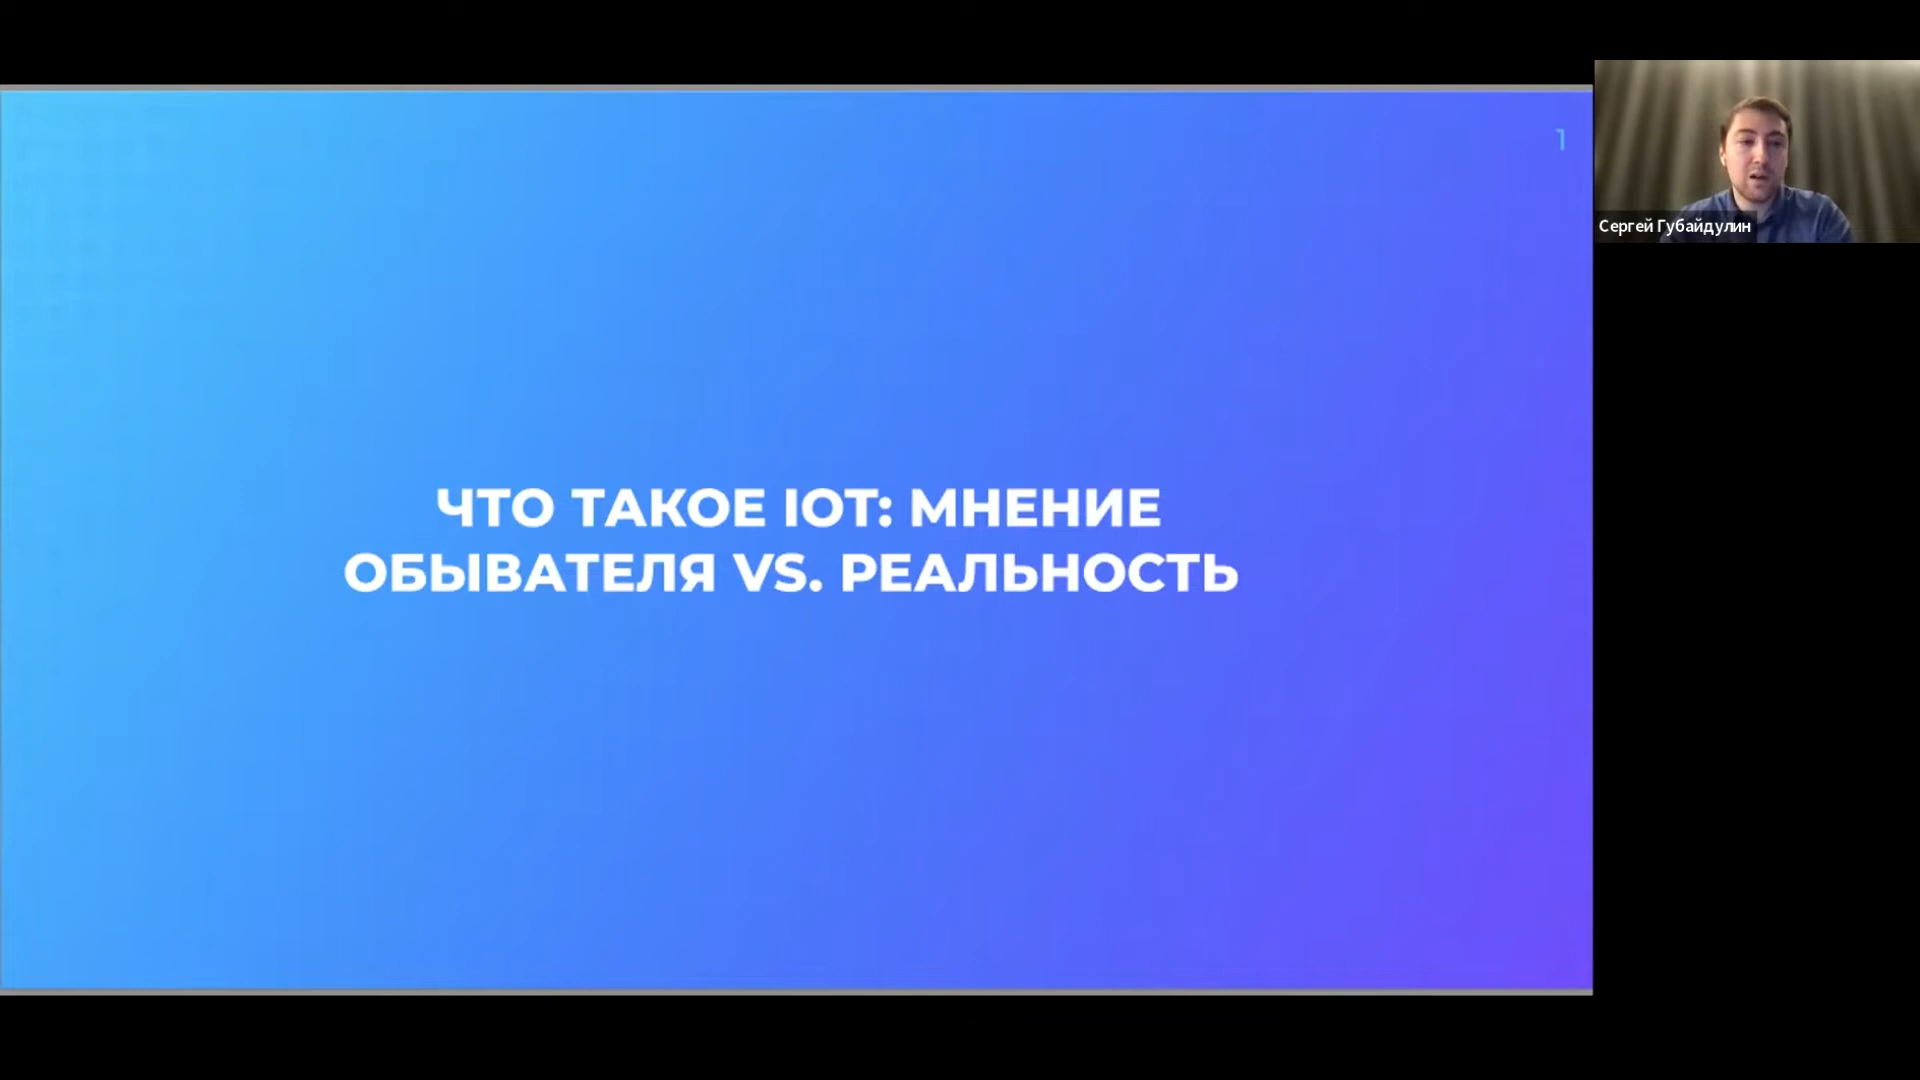 1
ЧТО ТАКОЕ IOT: МНЕНИЕ
ОБЫВАТЕЛЯ VS. РЕАЛЬНОСТЬ
Сергей Губайдулин